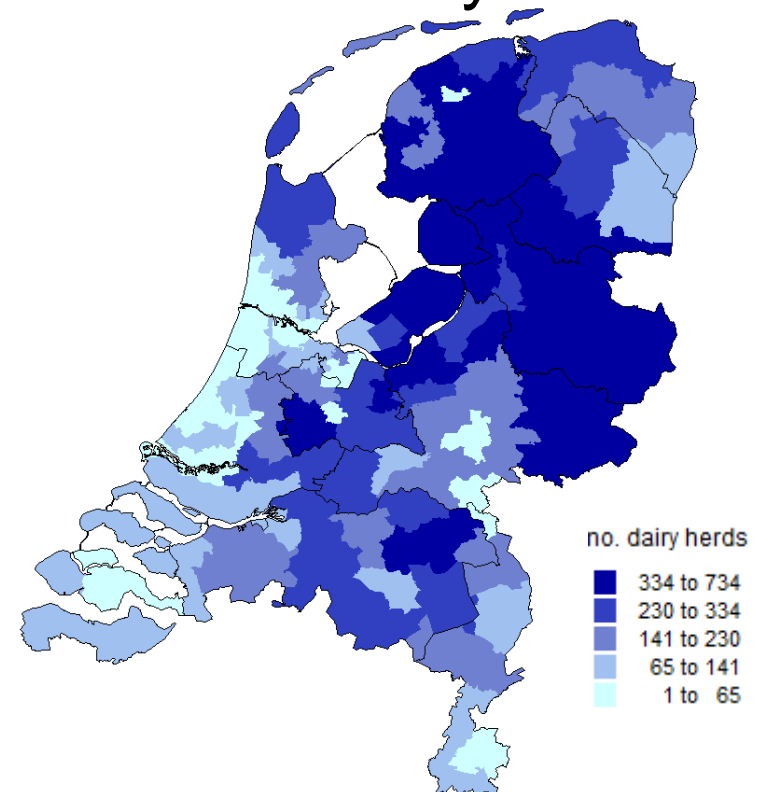 no. dairy herds
334 to 734
230 to 334
141 to 230
65 to 141
1 to 65